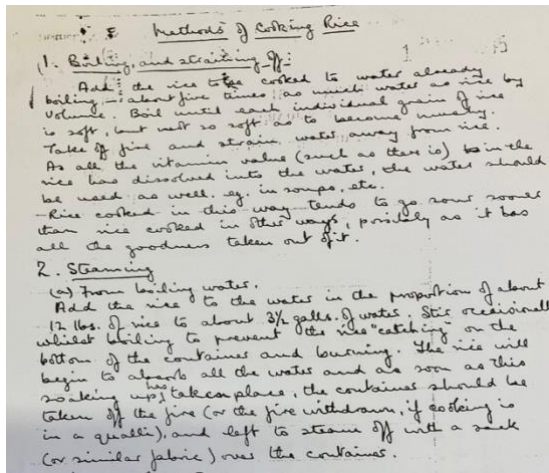 Methods of Cooking Rice
1. Boiling, and straining off:
Add the rice to be cooked to water already
boiling – about five times as much water as rice by
volume. Boil until each individual grain of rice
is soft, but not so soft as to become mushy.
Take off fire and strain water away from rice.
As all the vitamin value (such as there is) in the
rice has dissolved into the water, the water should
be used as well. eg. in soups, etc.
– Rice cooked in this way tends to go sour sooner
than rice cooked in other ways, possibly as it has
all the goodness taken out of it.
2. Steaming
(a) From boiling water.
Add the rice to the water in the proportion of about
12 lbs. of rice to about 3½ galls. of water. Stir occasionally
whilst boiling to prevent the rice "catching" on the
bottom of the container and burning. The rice will
begin to absorb all the water and as soon as this
soaking up has taken place, the container should be
taken off the fire (or the fire withdrawn, if cooking is
in a qualli), and left to steam off with a sack
(or similar fabric) over the container.